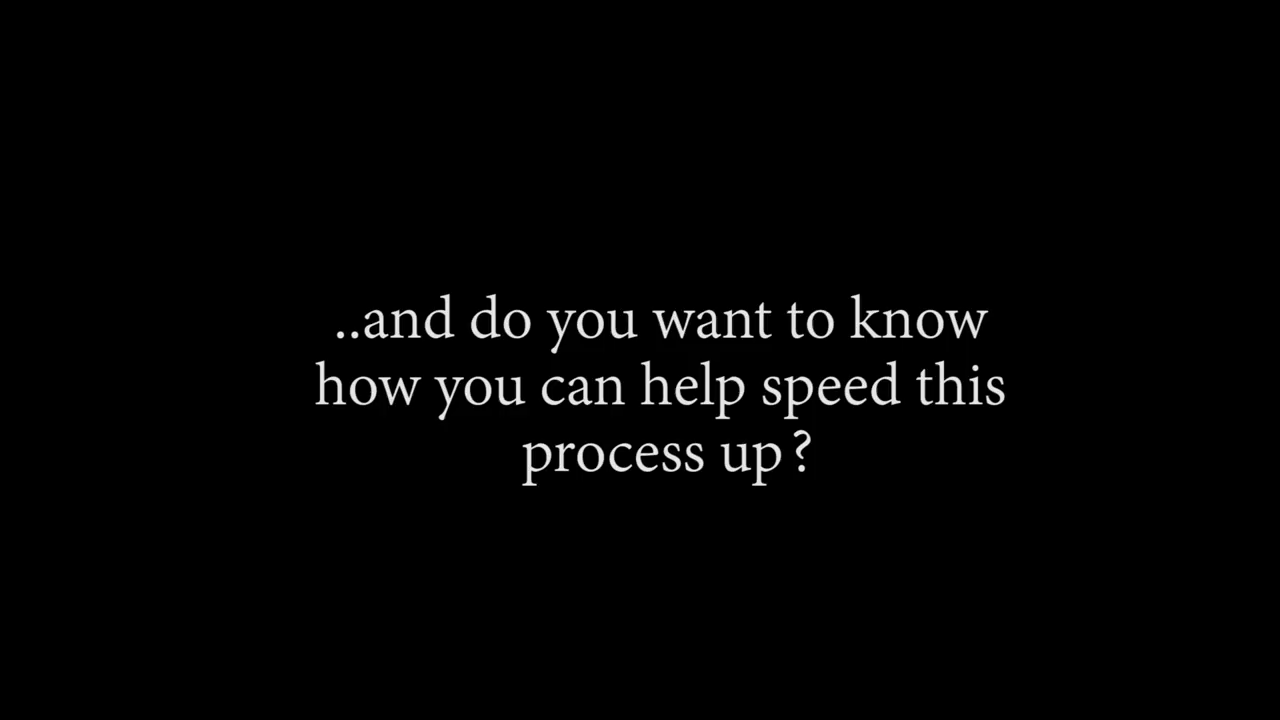 ..and do you want to know
how you can help speed this
process up?